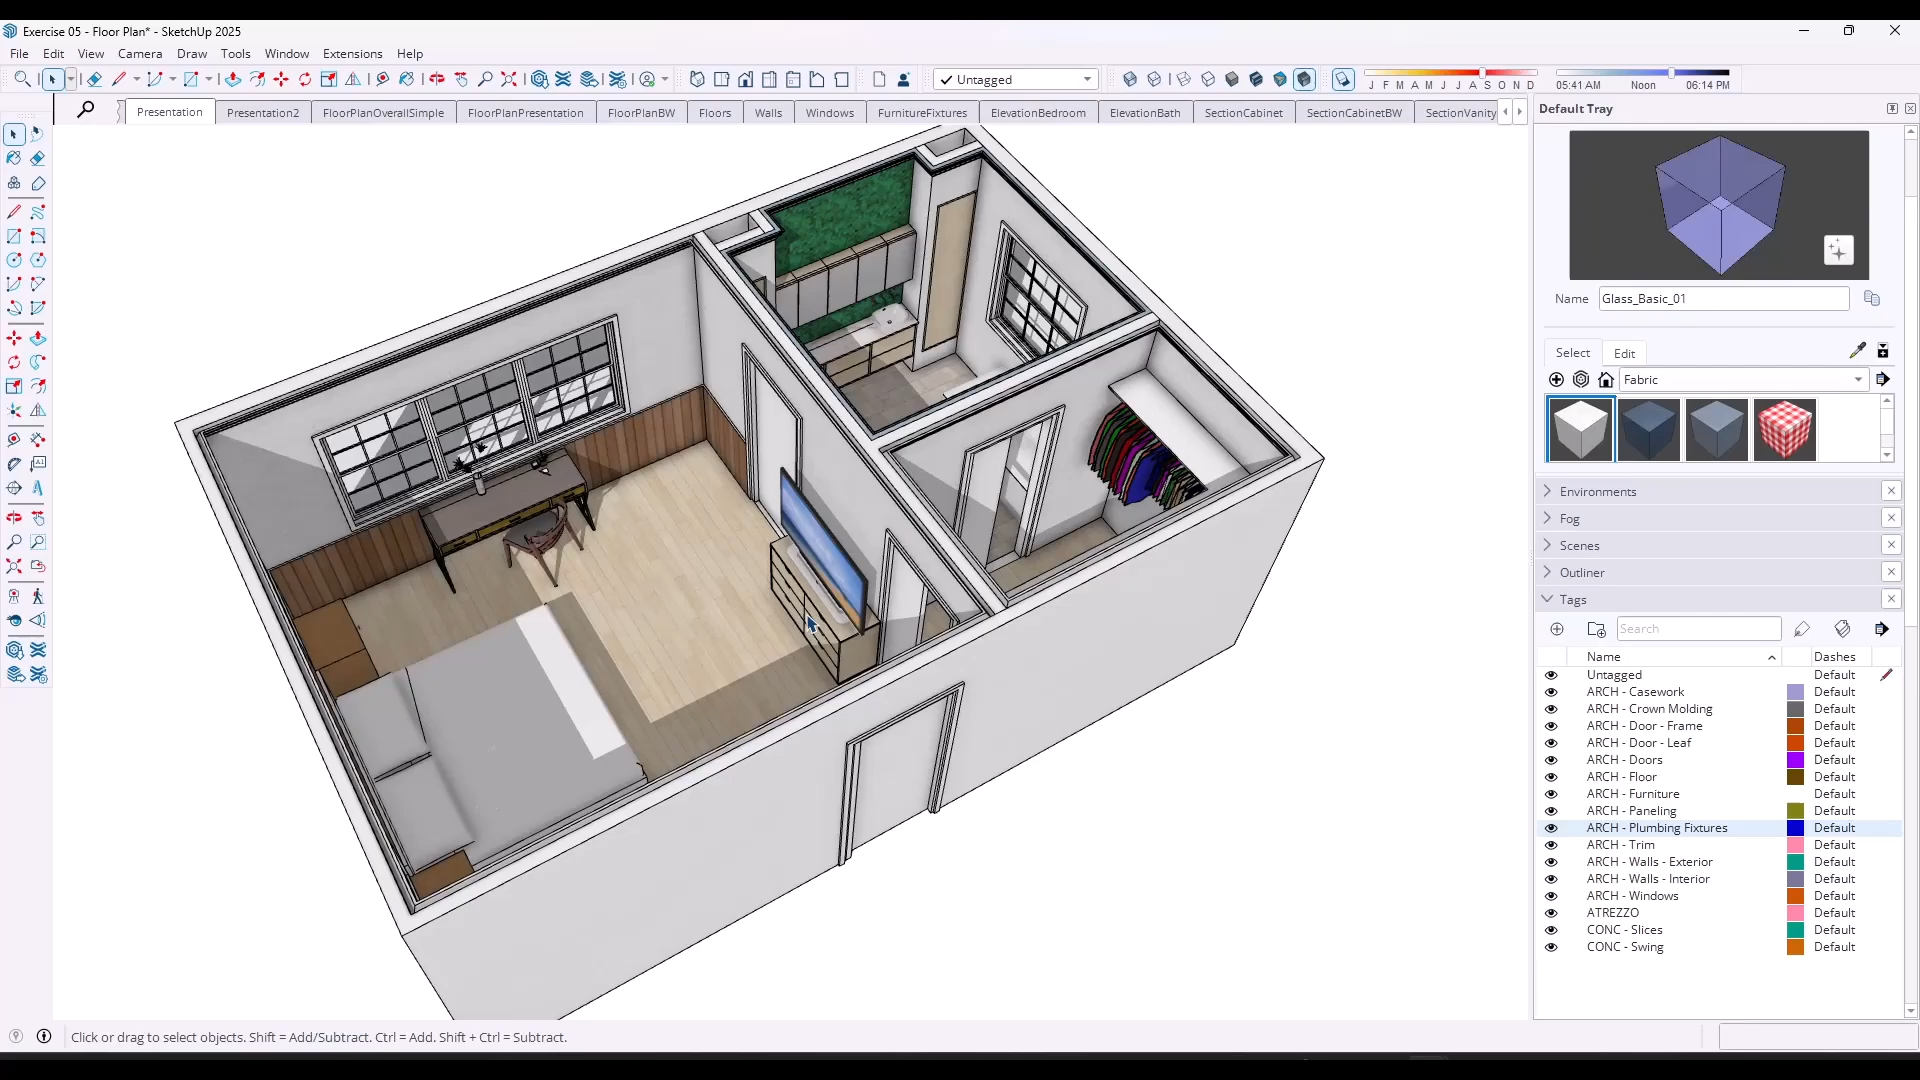 Exercise 05 - Floor Plan* - SketchUp 2025
File Edit View Camera Draw Tools Window Extensions Help
Untagged
J F M A M J J A S O N D
05:41 AM Noon 06:14 PM
Presentation Presentation2 FloorPlanOverallSimple FloorPlanPresentation FloorPlanBW Floors Walls Windows FurnitureFixtures ElevationBedroom ElevationBath SectionCabinet SectionCabinetBW SectionVanity
Default Tray
Name Glass_Basic_01
Select Edit
Fabric
Environments
Fog
Scenes
Outliner
Tags
Search
Name Dashes
Untagged Default
ARCH - Casework Default
ARCH - Crown Molding Default
ARCH - Door - Frame Default
ARCH - Door - Leaf Default
ARCH - Doors Default
ARCH - Floor Default
ARCH - Furniture Default
ARCH - Paneling Default
ARCH - Plumbing Fixtures Default
ARCH - Trim Default
ARCH - Walls - Exterior Default
ARCH - Walls - Interior Default
ARCH - Windows Default
ATREZZO Default
CONC - Slices Default
CONC - Swing Default
Click or drag to select objects. Shift = Add/Subtract. Ctrl = Add. Shift + Ctrl = Subtract.